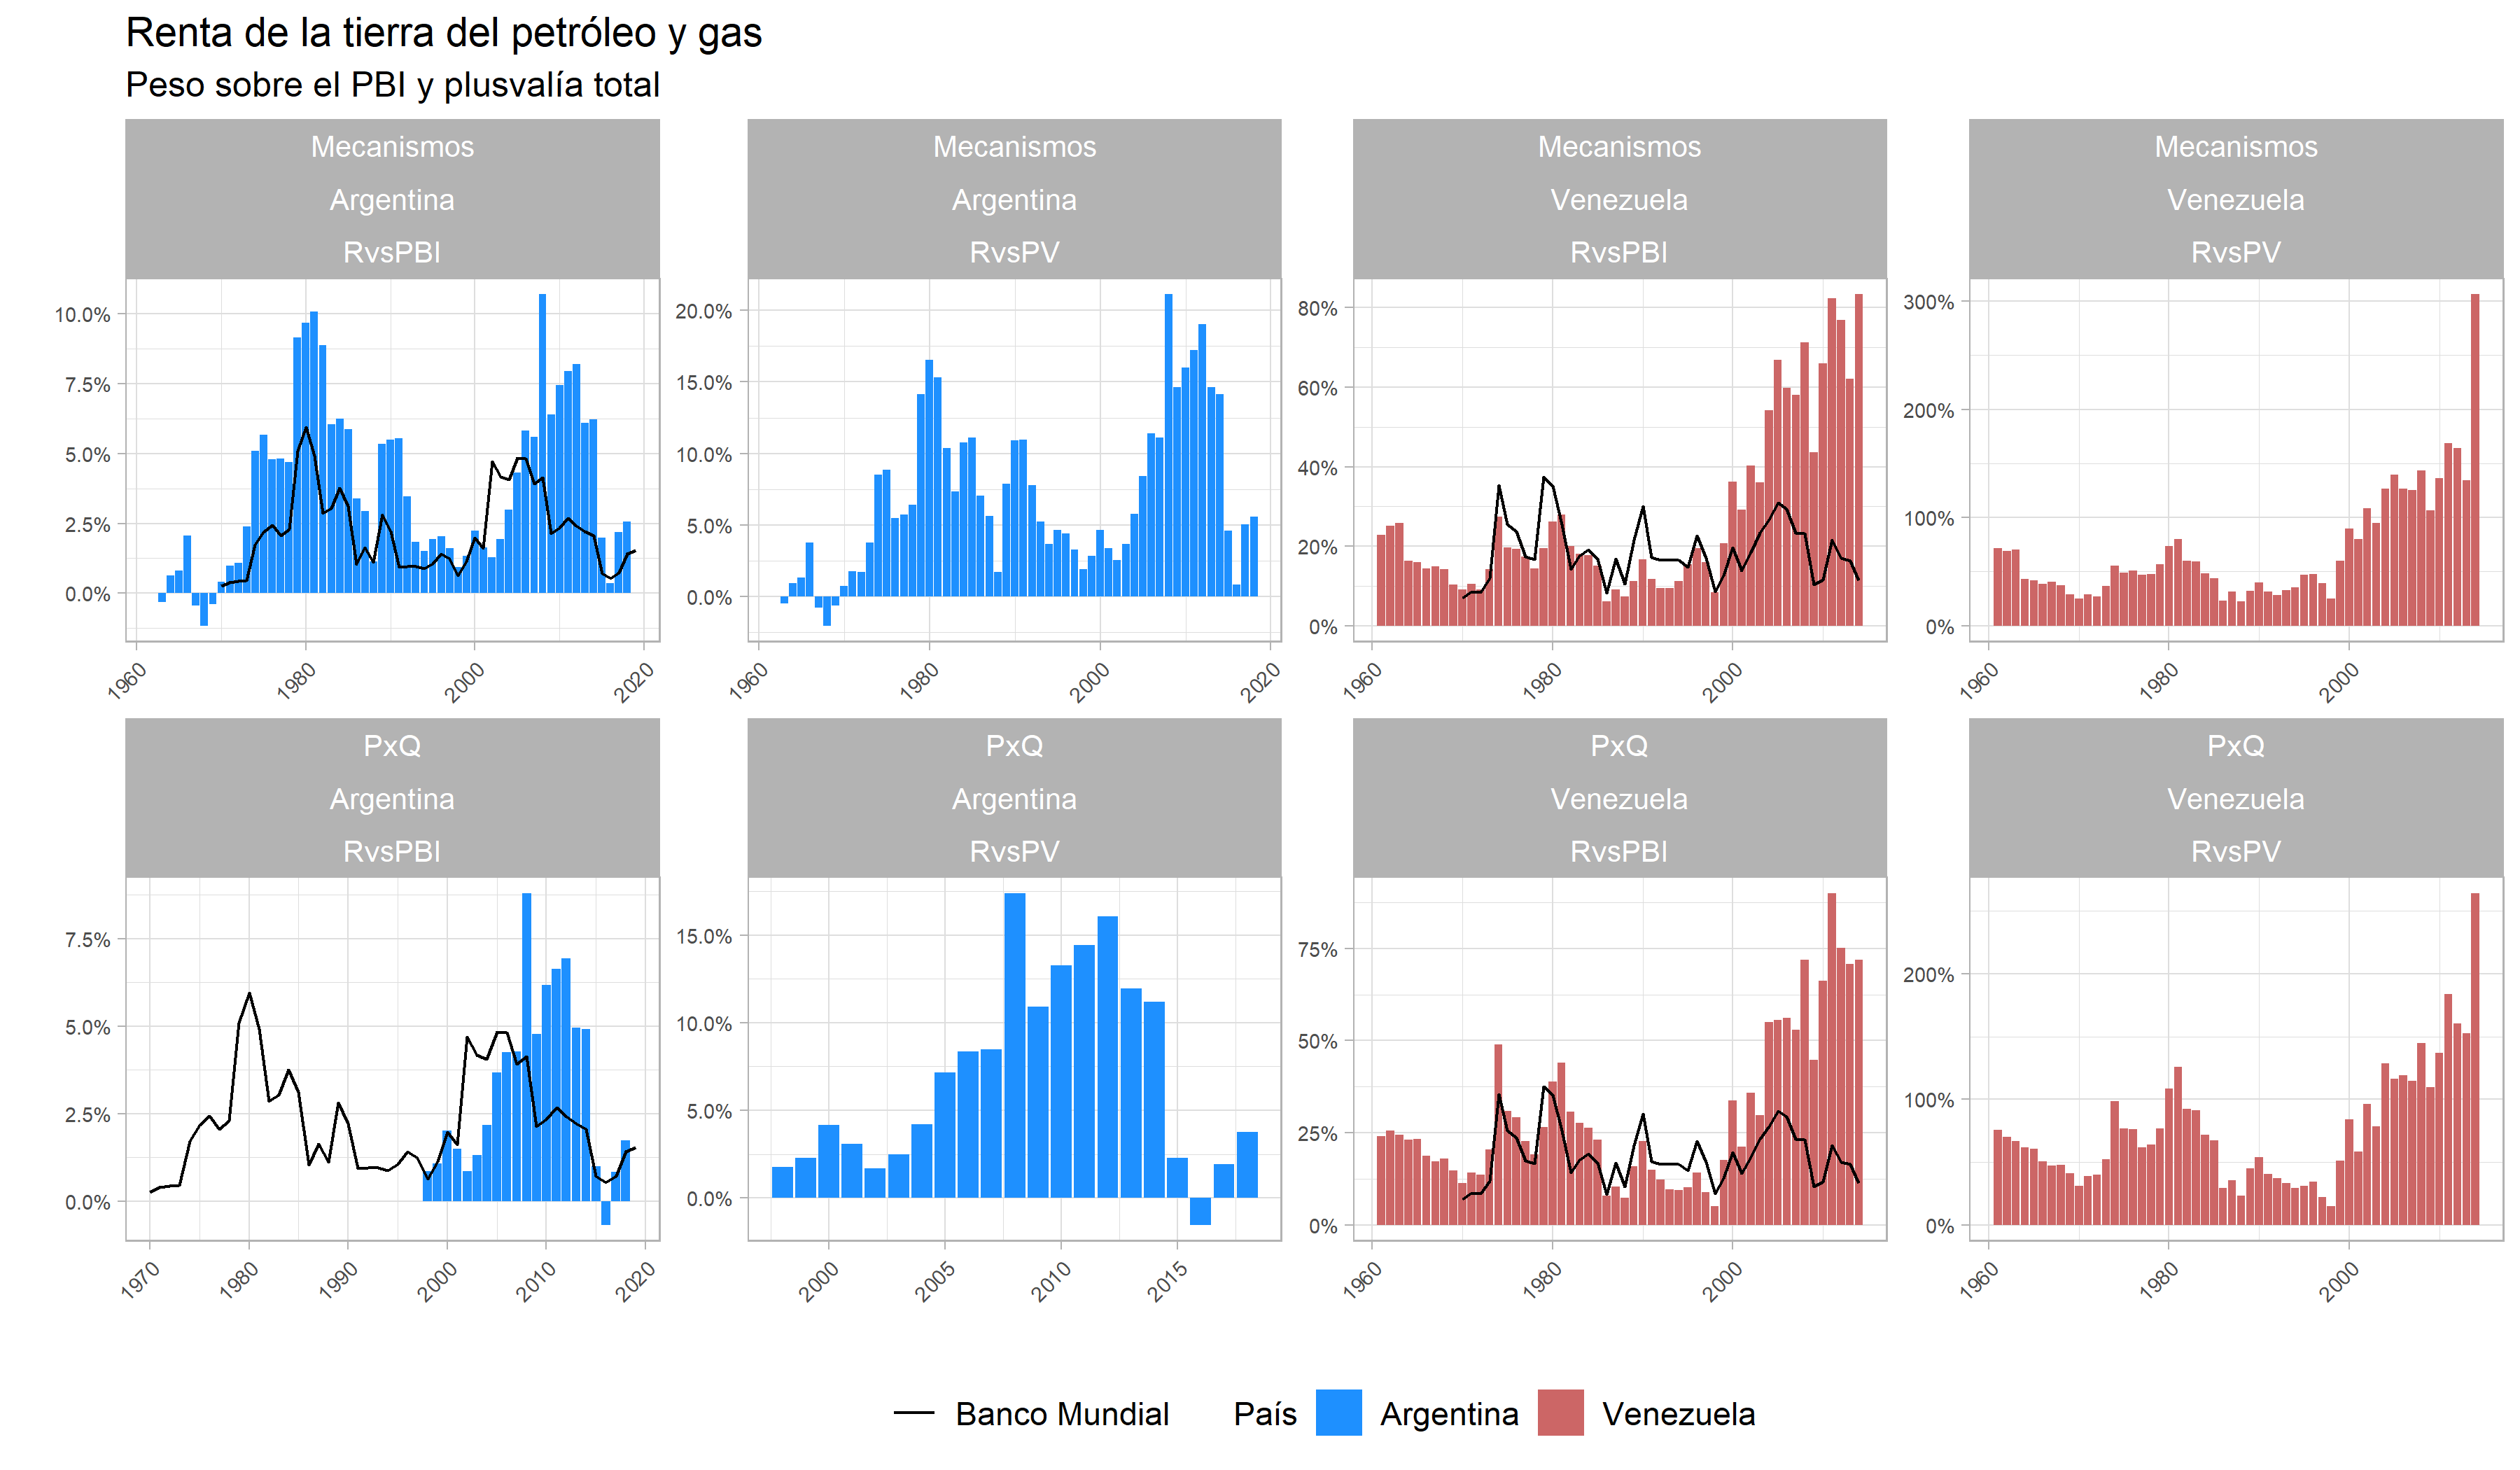 Renta de la tierra del petróleo y gas
Peso sobre el PBI y plusvalía total
Mecanismos
Argentina
RvsPBI
Mecanismos
Argentina
RvsPV
Mecanismos
Venezuela
RvsPBI
Mecanismos
Venezuela
RvsPV
10.0%
7.5%
5.0%
2.5%
0.0%
1960
1980
2000
2020
20.0%
15.0%
10.0%
5.0%
0.0%
1960
1980
2000
2020
80%
60%
40%
20%
0%
1960
1980
2000
300%
200%
100%
0%
1960
1980
2000
PxQ
Argentina
RvsPBI
PxQ
Argentina
RvsPV
PxQ
Venezuela
RvsPBI
PxQ
Venezuela
RvsPV
7.5%
5.0%
2.5%
0.0%
1970
1980
1990
2000
2010
2020
15.0%
10.0%
5.0%
0.0%
2000
2005
2010
2015
75%
50%
25%
0%
1960
1980
2000
200%
100%
0%
1960
1980
2000
Banco Mundial País Argentina Venezuela